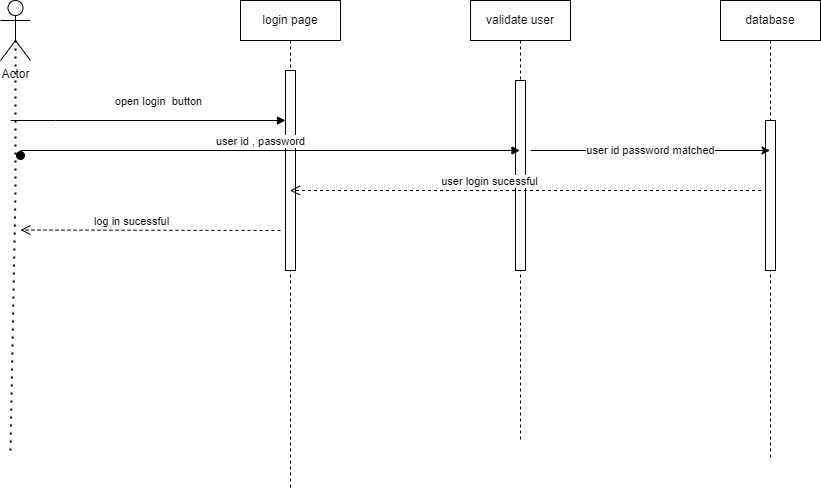 login page
validate user
database
Actor
open login  button
user id , password
user id password matched
user login sucessful
log in sucessful